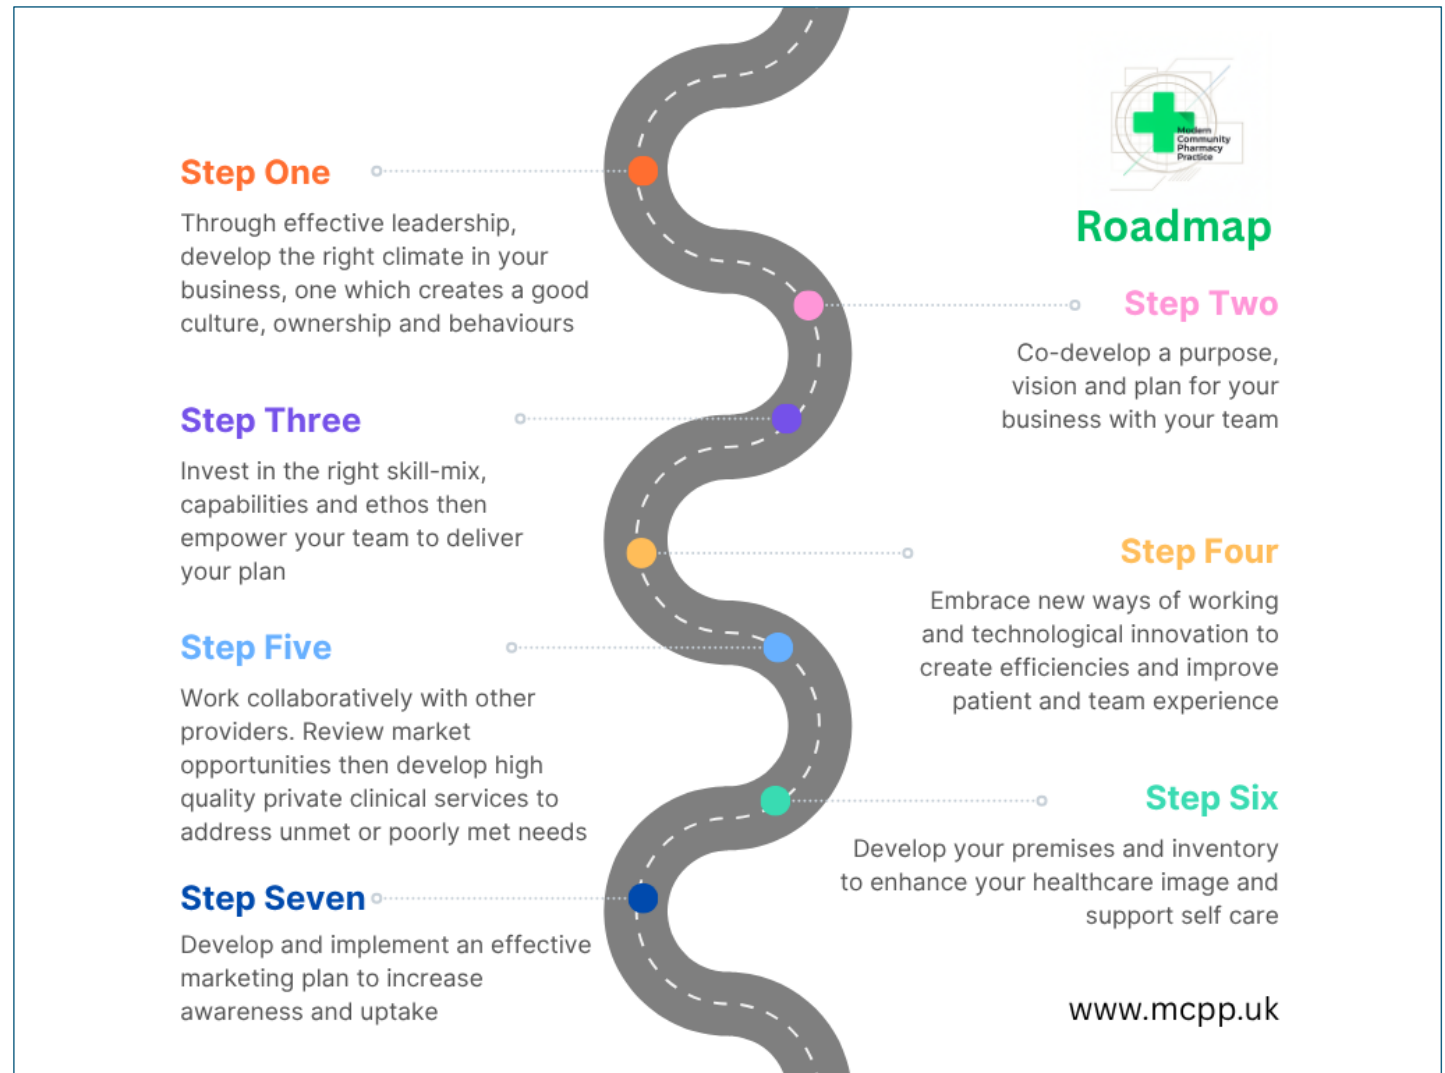 Modern
Community
Pharmacy
Practice
Roadmap
Step One
Through effective leadership,
develop the right climate in your
business, one which creates a good
culture, ownership and behaviours
Step Two
Co-develop a purpose,
vision and plan for your
business with your team
Step Three
Invest in the right skill-mix,
capabilities and ethos then
empower your team to deliver
your plan
Step Four
Embrace new ways of working
and technological innovation to
create efficiencies and improve
patient and team experience
Step Five
Work collaboratively with other
providers. Review market
opportunities then develop high
quality private clinical services to
address unmet or poorly met needs
Step Six
Develop your premises and inventory
to enhance your healthcare image and
support self care
Step Seven
Develop and implement an effective
marketing plan to increase
awareness and uptake
www.mcpp.uk